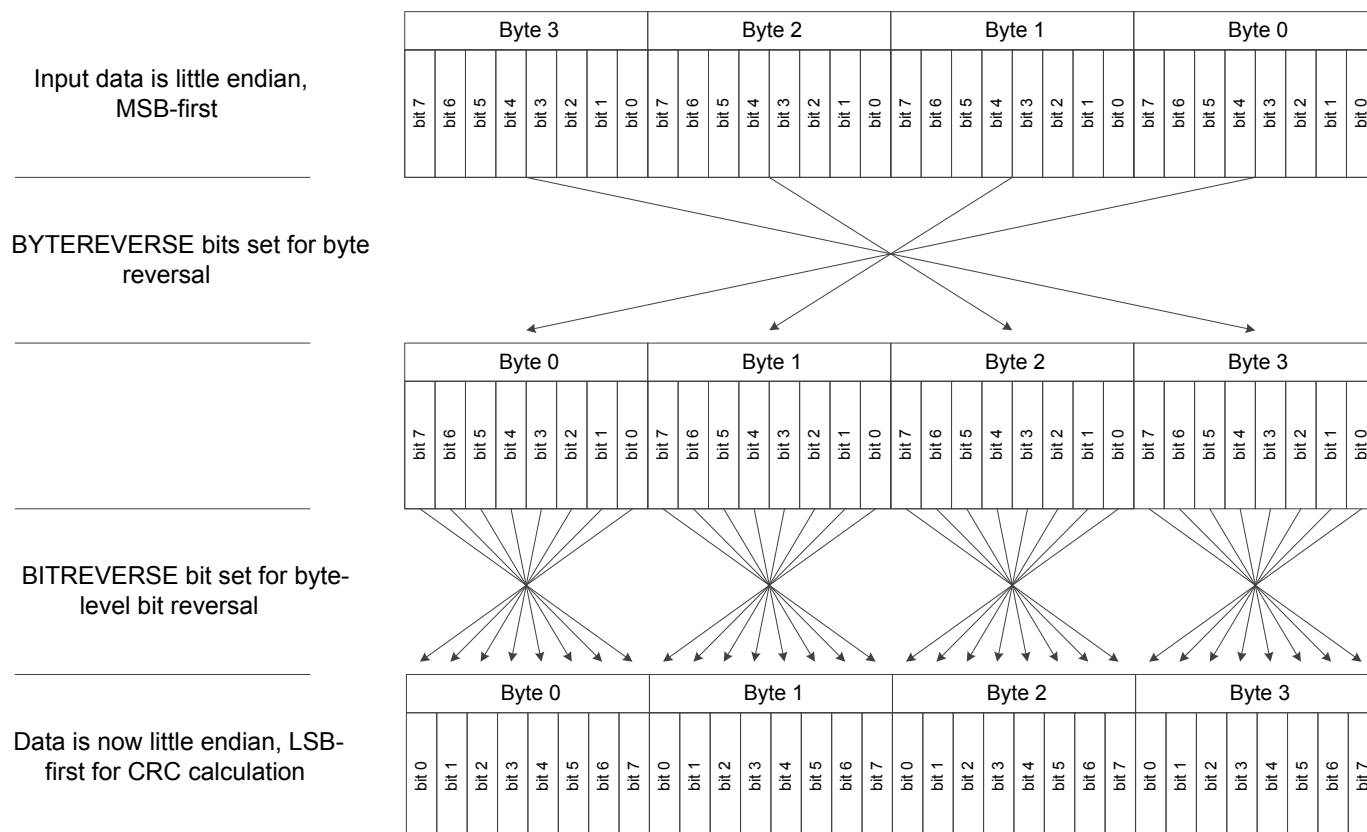 Byte 3 Byte 2 Byte 1 Byte 0
Input data is little endian,
MSB-first
bit 7 bit 6 bit 5 bit 4 bit 3 bit 2 bit 1 bit 0 bit 7 bit 6 bit 5 bit 4 bit 3 bit 2 bit 1 bit 0 bit 7 bit 6 bit 5 bit 4 bit 3 bit 2 bit 1 bit 0 bit 7 bit 6 bit 5 bit 4 bit 3 bit 2 bit 1 bit 0
BYTEREVERSE bits set for byte
reversal
Byte 0 Byte 1 Byte 2 Byte 3
bit 7 bit 6 bit 5 bit 4 bit 3 bit 2 bit 1 bit 0 bit 7 bit 6 bit 5 bit 4 bit 3 bit 2 bit 1 bit 0 bit 7 bit 6 bit 5 bit 4 bit 3 bit 2 bit 1 bit 0 bit 7 bit 6 bit 5 bit 4 bit 3 bit 2 bit 1 bit 0
BITREVERSE bit set for byte-
level bit reversal
Byte 0 Byte 1 Byte 2 Byte 3
Data is now little endian, LSB-
first for CRC calculation
bit 0 bit 1 bit 2 bit 3 bit 4 bit 5 bit 6 bit 7 bit 0 bit 1 bit 2 bit 3 bit 4 bit 5 bit 6 bit 7 bit 0 bit 1 bit 2 bit 3 bit 4 bit 5 bit 6 bit 7 bit 0 bit 1 bit 2 bit 3 bit 4 bit 5 bit 6 bit 7